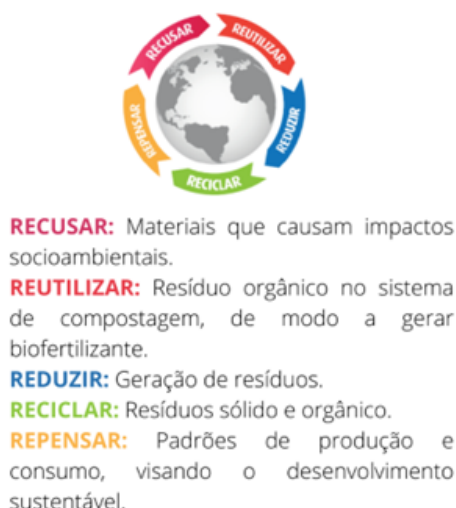 RECUSAR
REUTILIZAR
REDUZIR
RECICLAR
REPENSAR
RECUSAR: Materiais que causam impactos
socioambientais.
REUTILIZAR: Resíduo orgânico no sistema
de compostagem, de modo a gerar
biofertilizante.
REDUZIR: Geração de resíduos.
RECICLAR: Resíduos sólido e orgânico.
REPENSAR: Padrões de produção e
consumo, visando o desenvolvimento
sustentável.